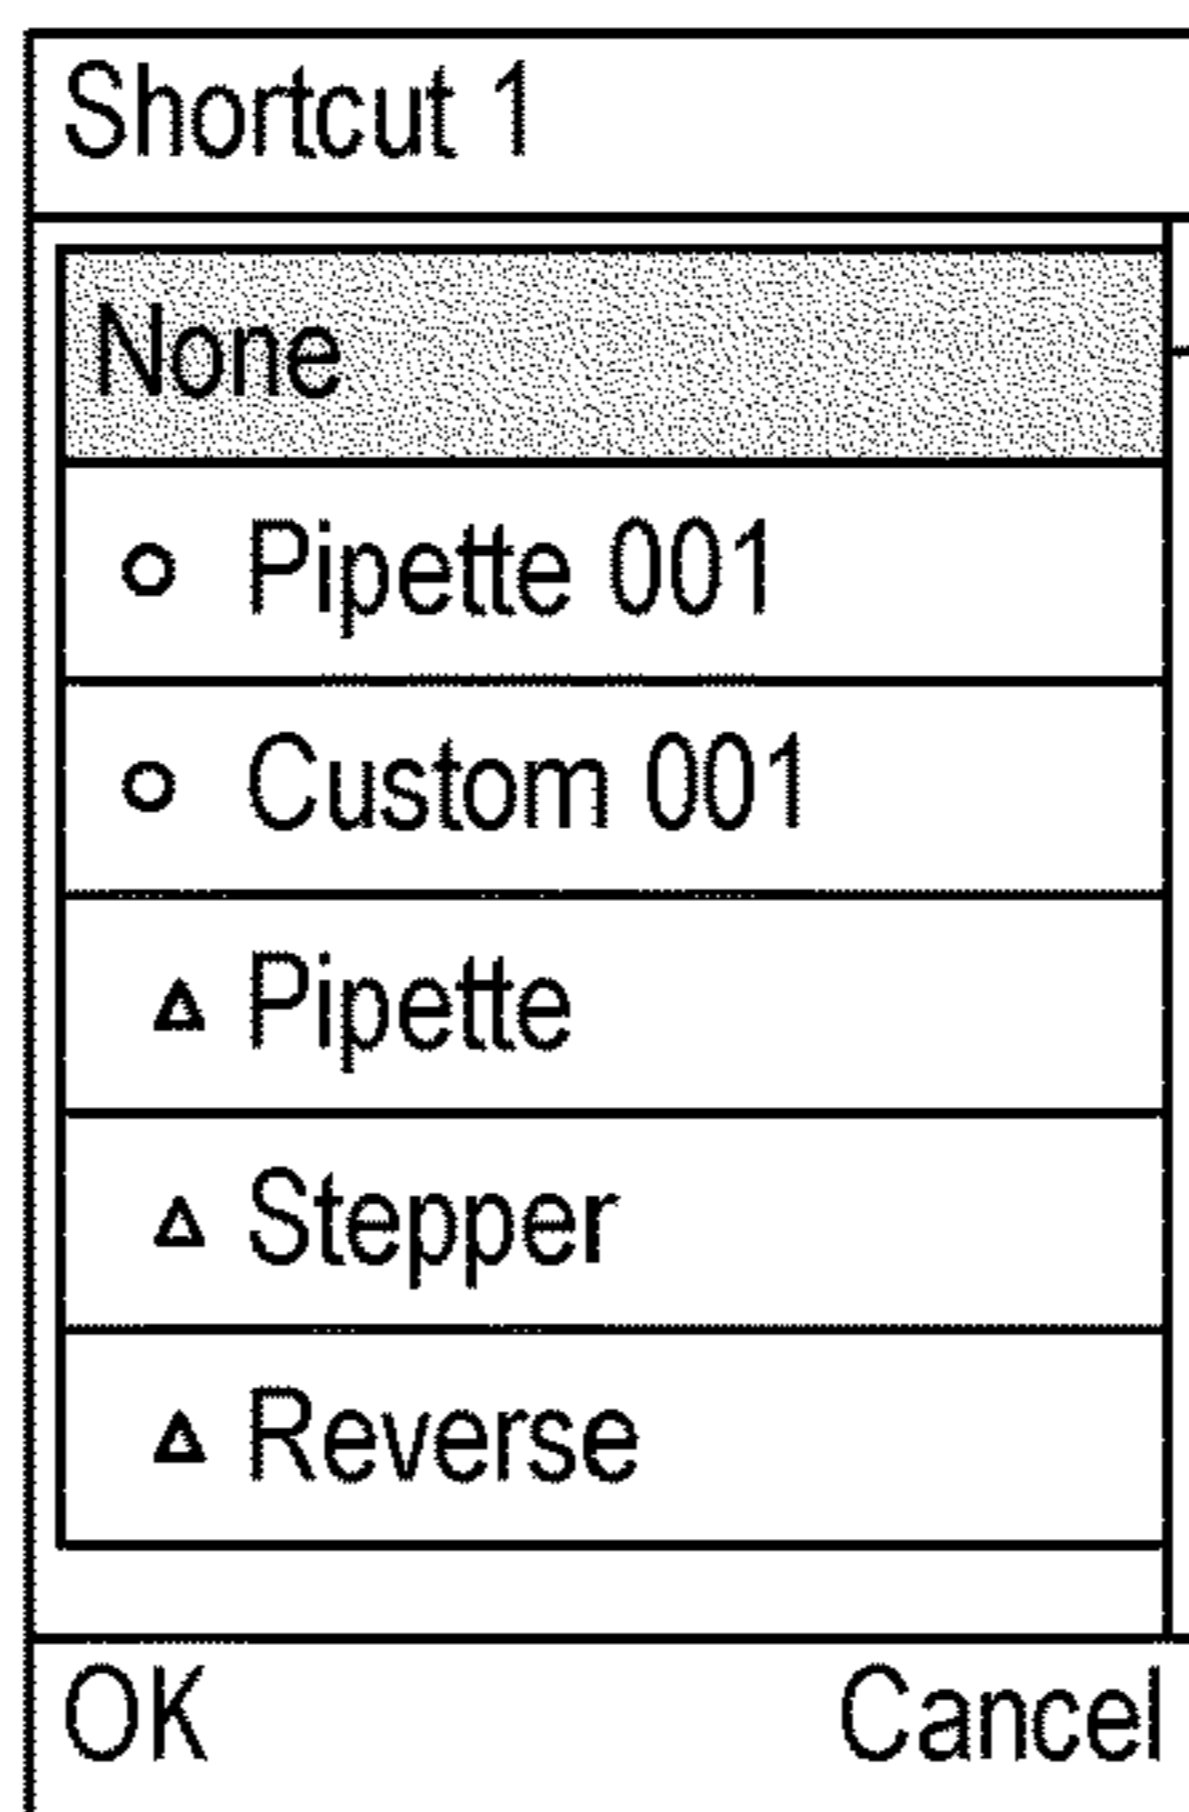 Shortcut 1
None
Pipette 001
Custom 001
Pipette
Stepper
Reverse
OK Cancel